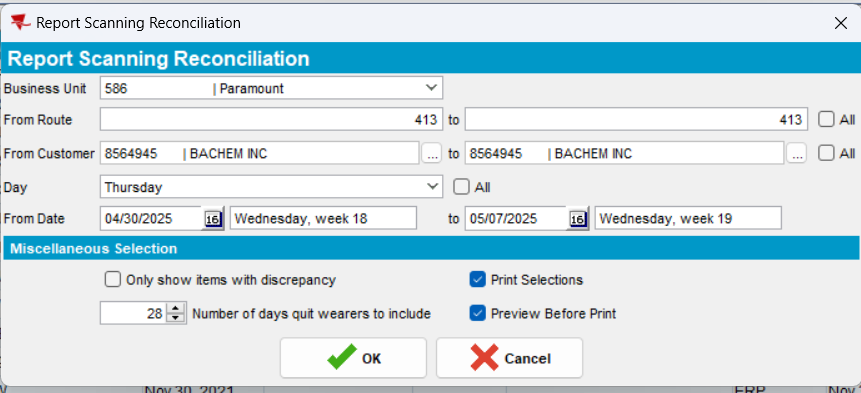 Report Scanning Reconciliation
Report Scanning Reconciliation
Business Unit 586 | Paramount
From Route 413 to 413 All
From Customer 8564945 | BACHEM INC ... to 8564945 | BACHEM INC ... All
Day Thursday All
From Date 04/30/2025 16 Wednesday, week 18 to 05/07/2025 16 Wednesday, week 19
Miscellaneous Selection
Only show items with discrepancy Print Selections
28 Number of days quit wearers to include Preview Before Print
OK Cancel
Nov 30, 2021 ERP Nov